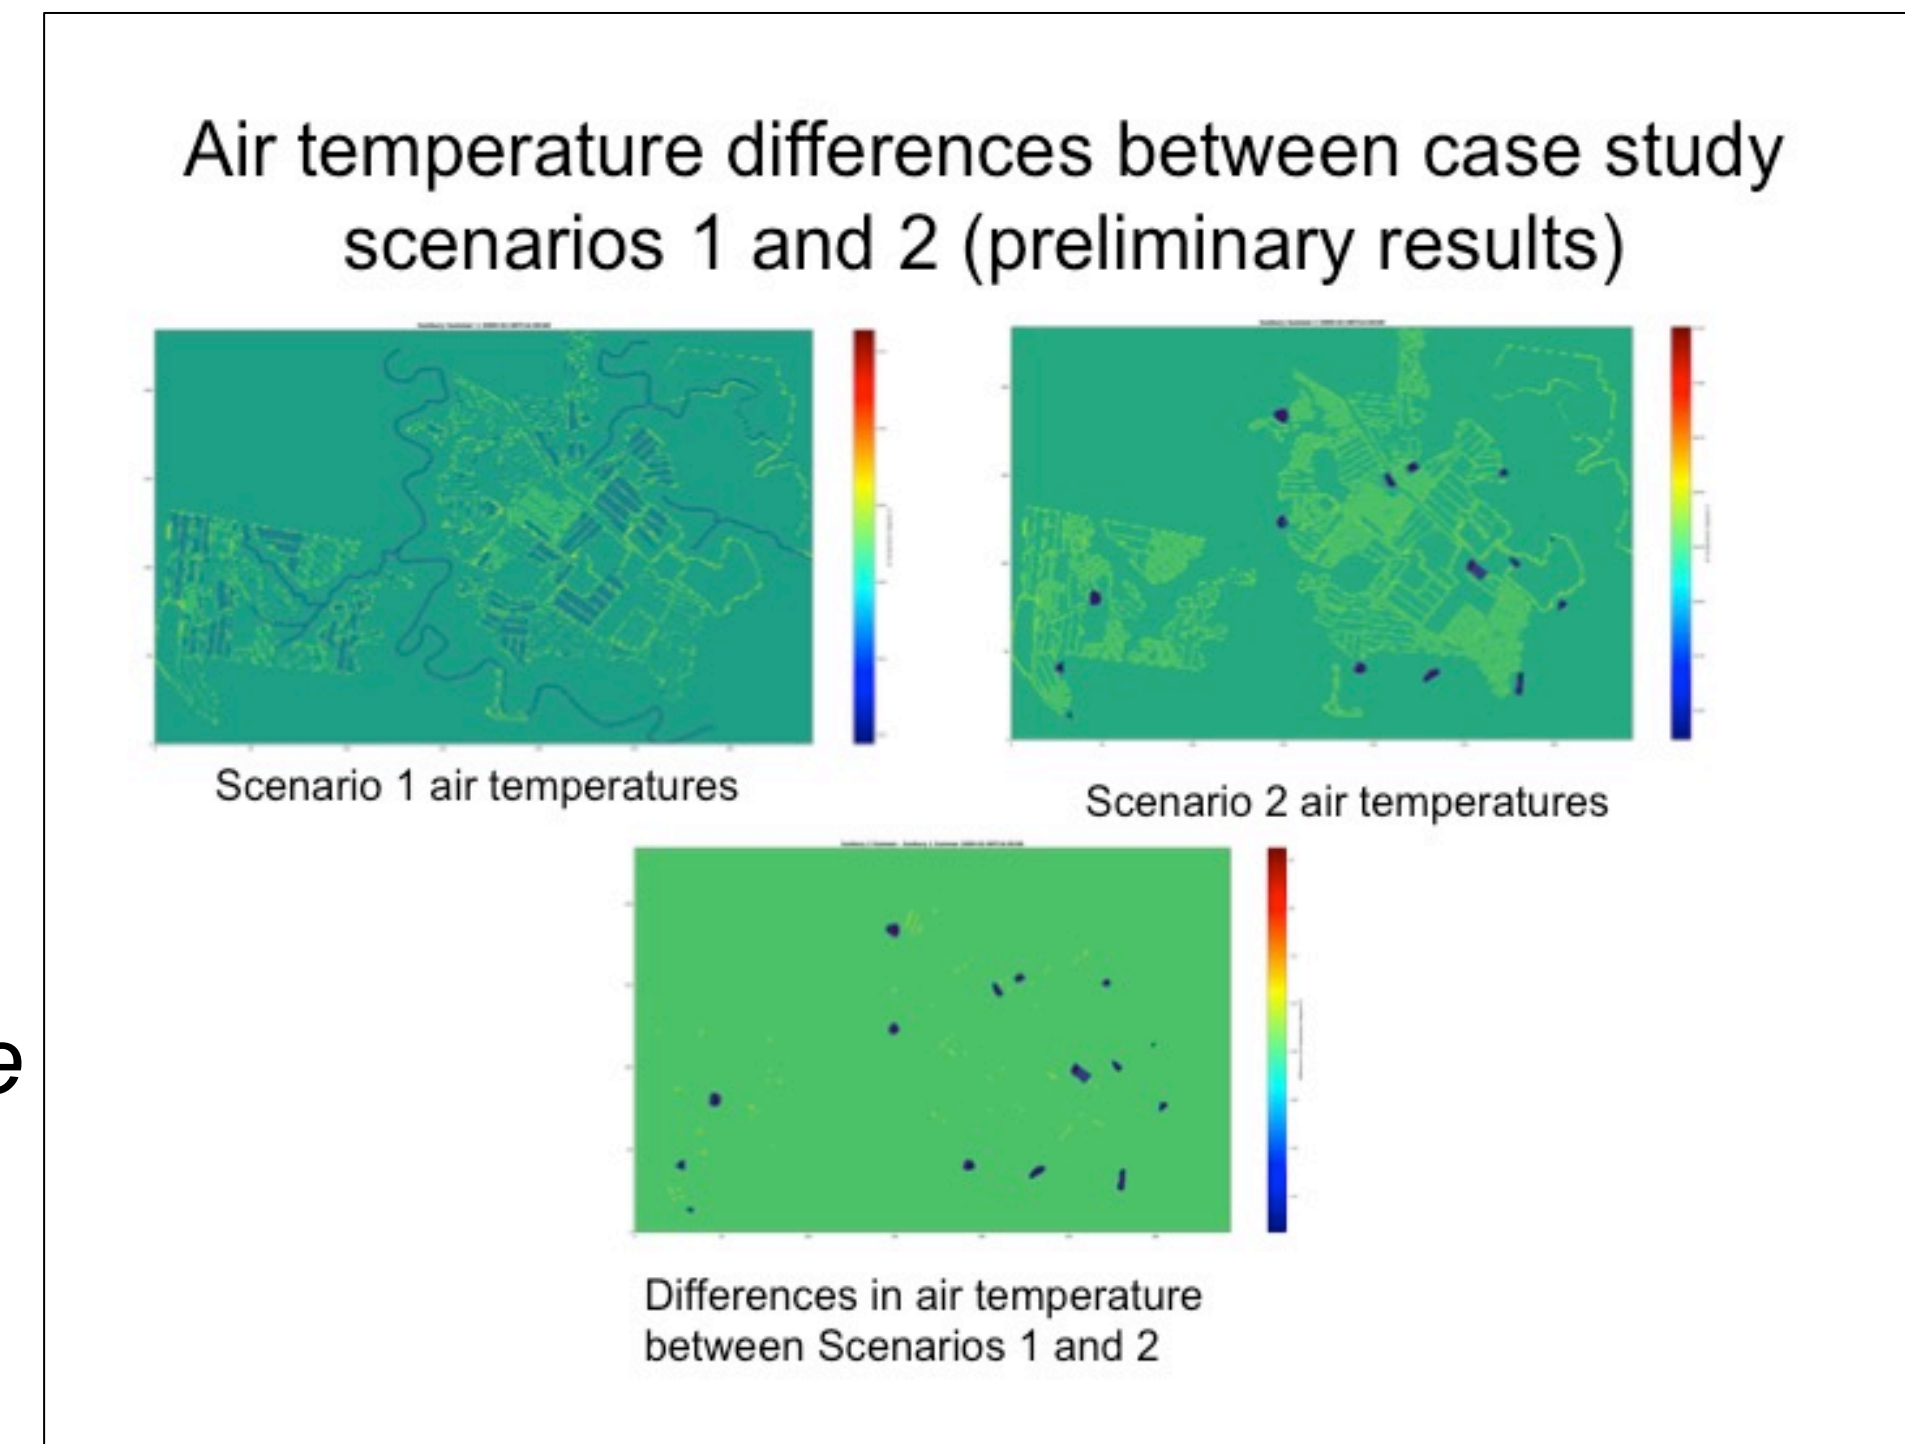 Air temperature differences between case study
scenarios 1 and 2 (preliminary results)
Scenario 1 air temperatures
Scenario 2 air temperatures
Differences in air temperature
between Scenarios 1 and 2
e